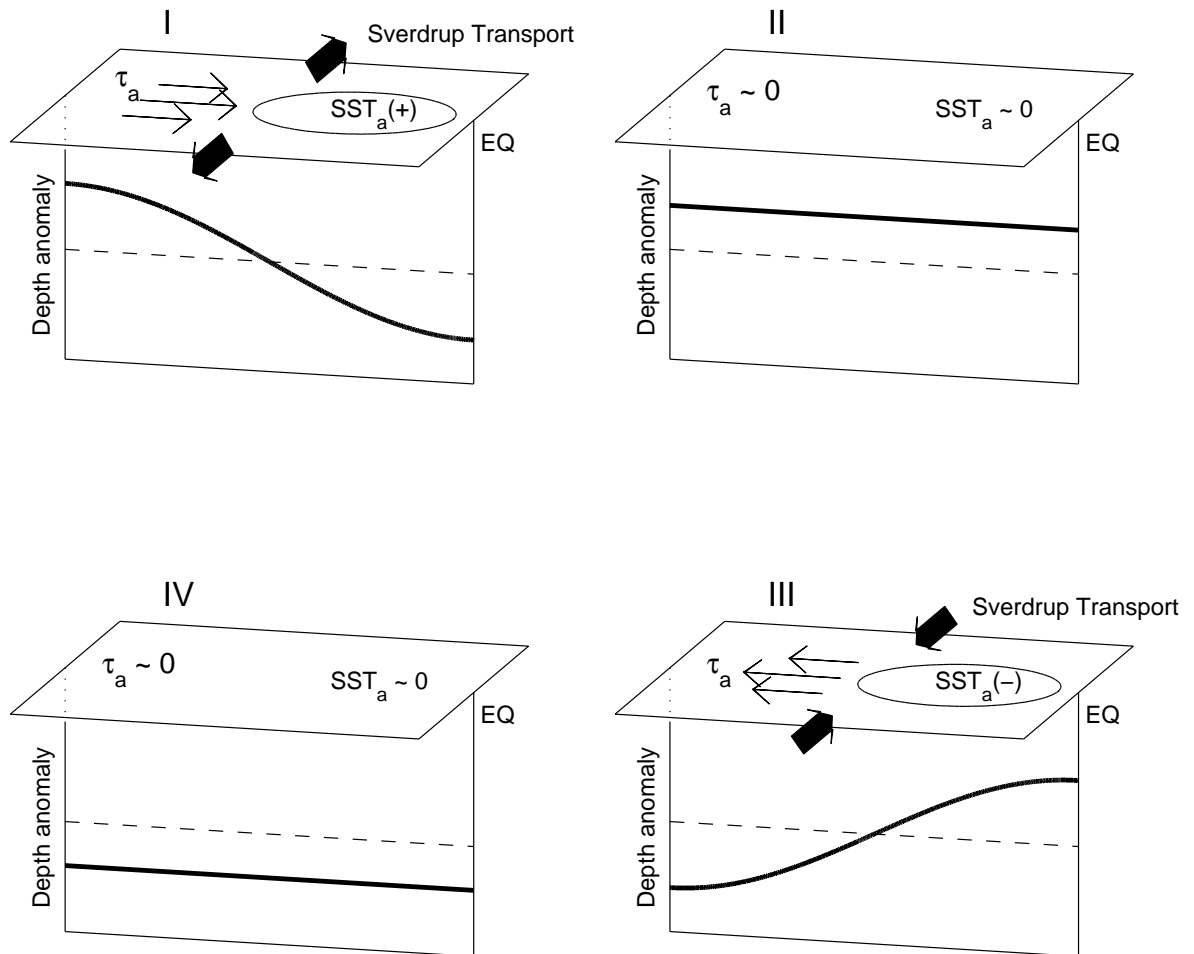 I
Sverdrup Transport
τa
SSTa(+)
EQ
Depth anomaly
II
τa ~ 0
SSTa ~ 0
EQ
Depth anomaly
IV
τa ~ 0
SSTa ~ 0
EQ
Depth anomaly
III
Sverdrup Transport
τa
SSTa(–)
EQ
Depth anomaly